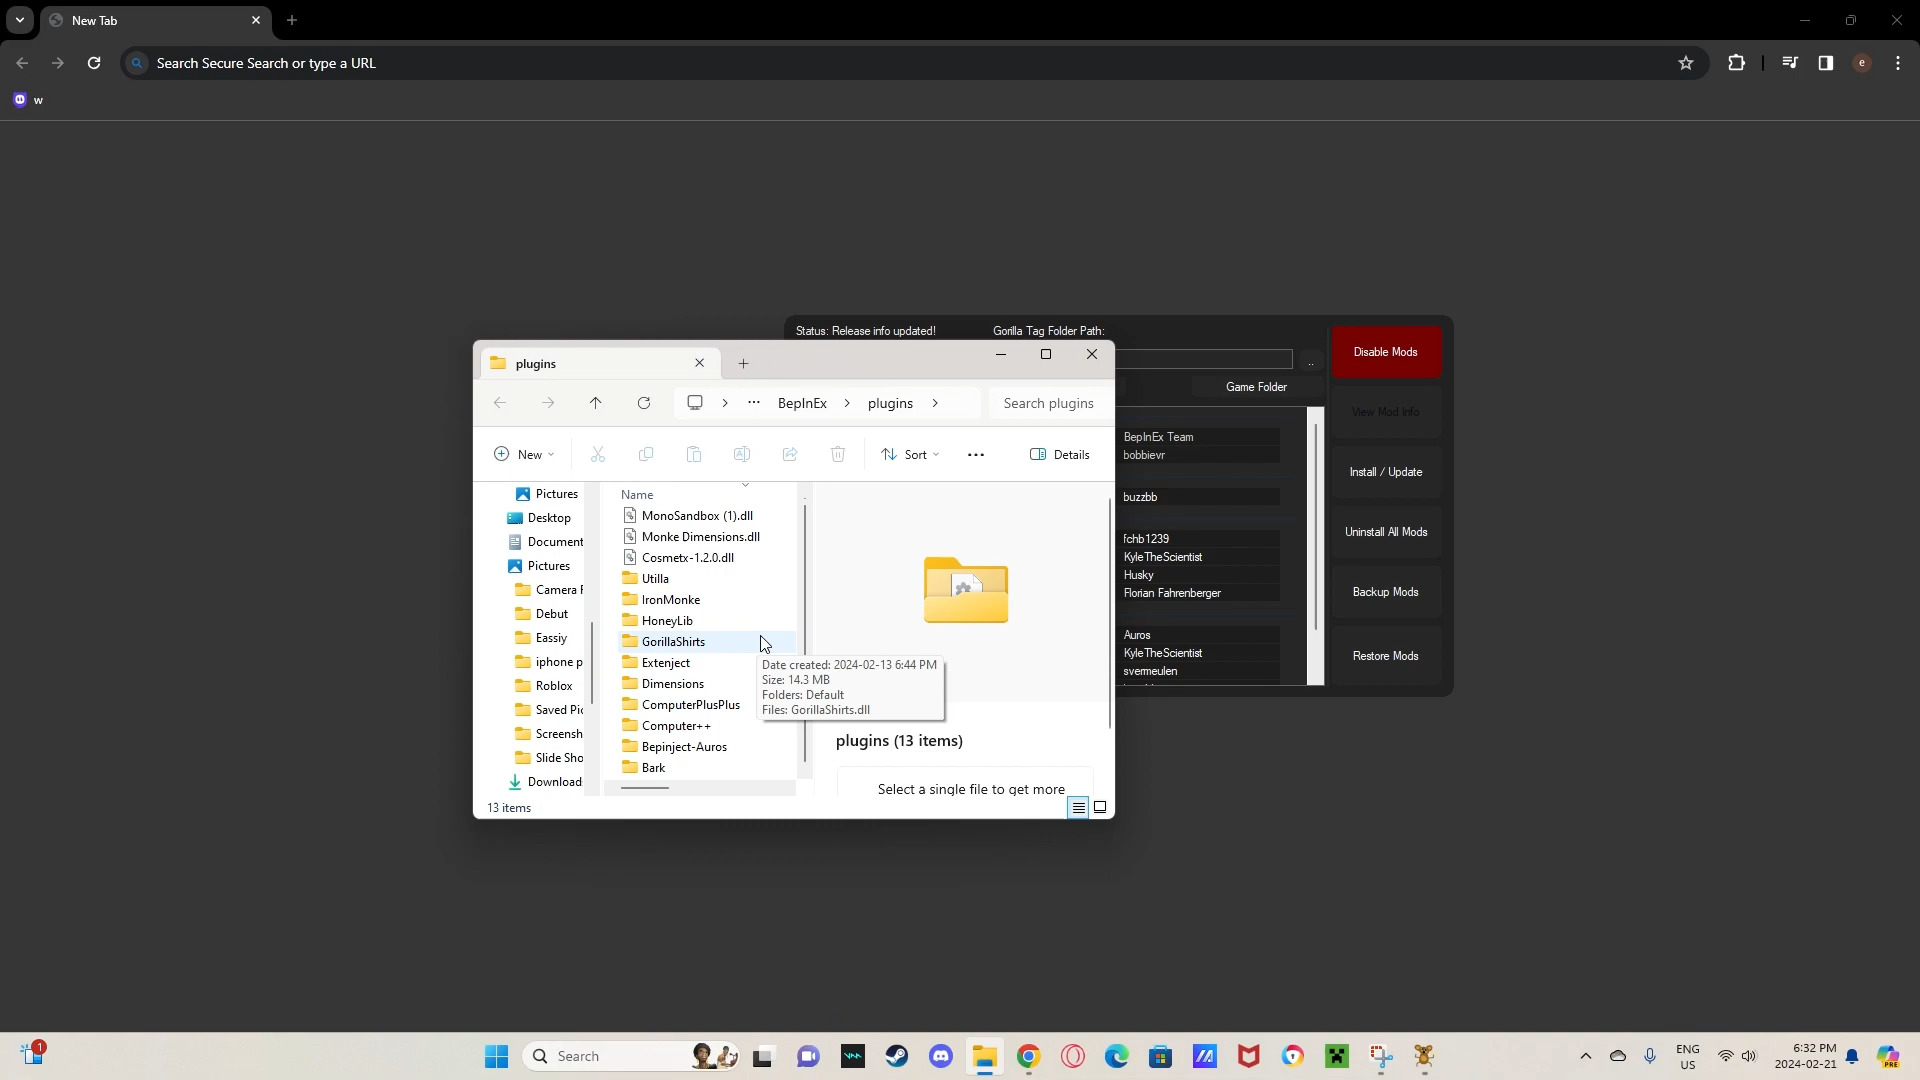 New Tab
Search Secure Search or type a URL
e
w
Status: Release info updated!
Gorilla Tag Folder Path:
..
Game Folder
Disable Mods
View Mod Info
Install / Update
Uninstall All Mods
Backup Mods
Restore Mods
BepInEx Team
bobbievr
buzzbb
fchb1239
KyleTheScientist
Husky
Florian Fahrenberger
Auros
KyleTheScientist
svermeulen
plugins
BepInEx
plugins
Search plugins
New
Sort
Details
Pictures
Desktop
Document
Pictures
Camera F
Debut
Eassiy
iphone p
Roblox
Saved Pic
Screensh
Slide Sho
Download
Name
MonoSandbox (1).dll
Monke Dimensions.dll
Cosmetx-1.2.0.dll
Utilla
IronMonke
HoneyLib
GorillaShirts
Extenject
Dimensions
ComputerPlusPlus
Computer++
Bepinject-Auros
Bark
Date created: 2024-02-13 6:44 PM
Size: 14.3 MB
Folders: Default
Files: GorillaShirts.dll
plugins (13 items)
Select a single file to get more
13 items
1
Search
ENG
US
6:32 PM
2024-02-21
PRE